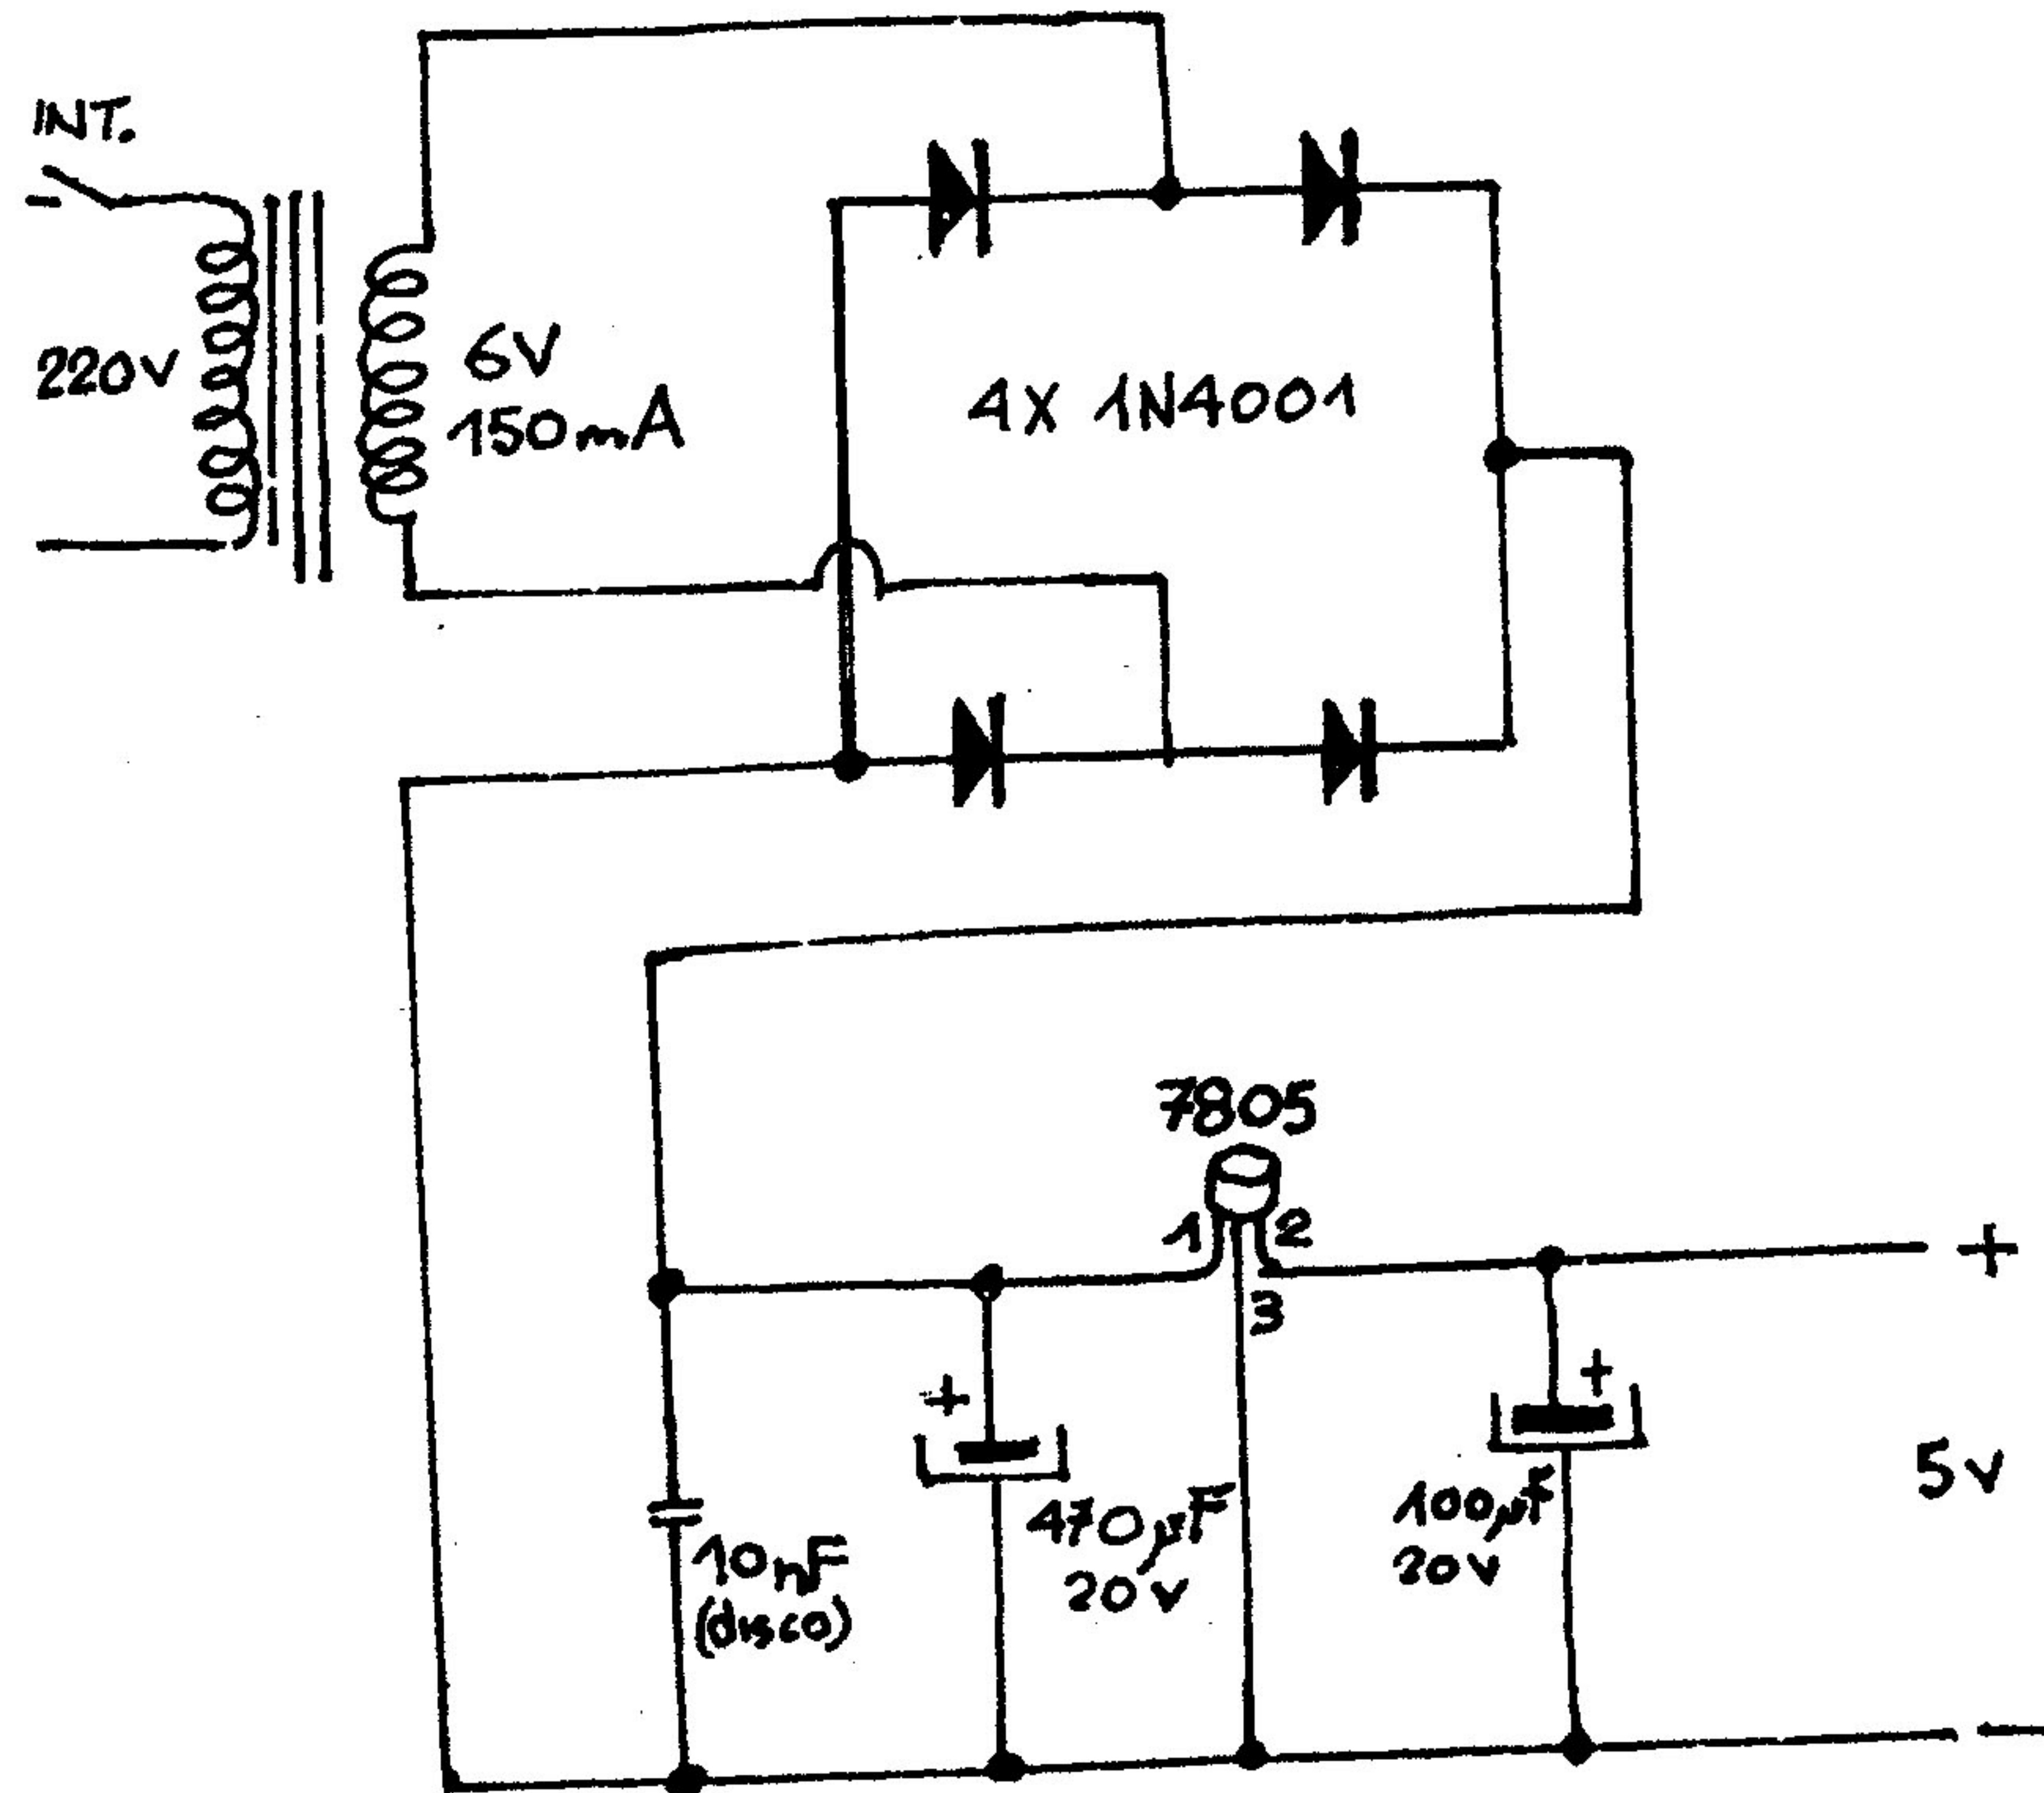 INT.
220V
6V
150mA
4X 1N4001
7805
1
2
3
+
+
+
5V
470µF
20V
100µF
20V
10nF
(disco)
-